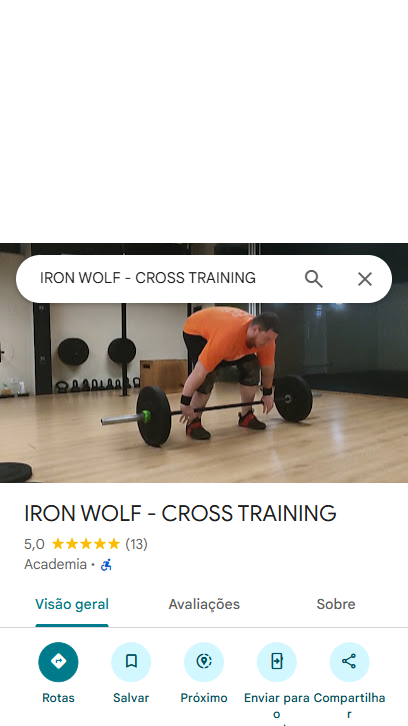 IRON WOLF - CROSS TRAINING
IRON WOLF - CROSS TRAINING
5,0 (13)
Academia ·
Visão geral Avaliações Sobre
Rotas Salvar Próximo Enviar para o Compartilhar